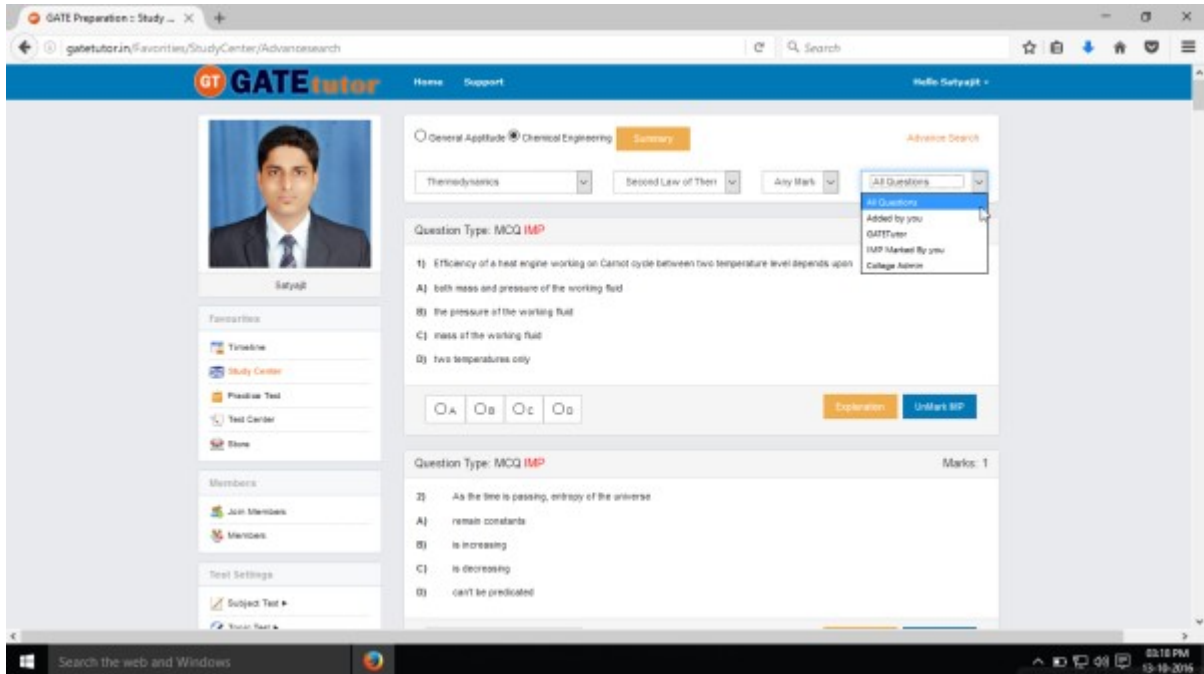 GATE Preparation :: Study ...
gatetutor.in/Favorities/StudyCenter/Advancesearch
Search
GT GATEtutor
Home Support
Hello Satyajit
General Apptitude Chemical Engineering Summary
Advance Search
Thermodynamics
Second Law of Therr
Any Mark
All Questions
All Questions
Added by you
GATETutor
IMP Marked By you
College Admin
Satyajit
Favourites
Timeline
Study Center
Practice Test
Test Center
Store
Members
Join Members
Members
Test Settings
Subject Test
Topic Test
Question Type: MCQ IMP
1) Efficiency of a heat engine working on Carnot cycle between two temperature level depends upon
A) both mass and pressure of the working fluid
B) the pressure of the working fluid
C) mass of the working fluid
D) two temperatures only
A B C D
Explanation
UnMark IMP
Question Type: MCQ IMP
Marks: 1
2) As the time is passing, entropy of the universe
A) remain constants
B) is increasing
C) is decreasing
D) can't be predicated
Search the web and Windows
03:18 PM
13-10-2016